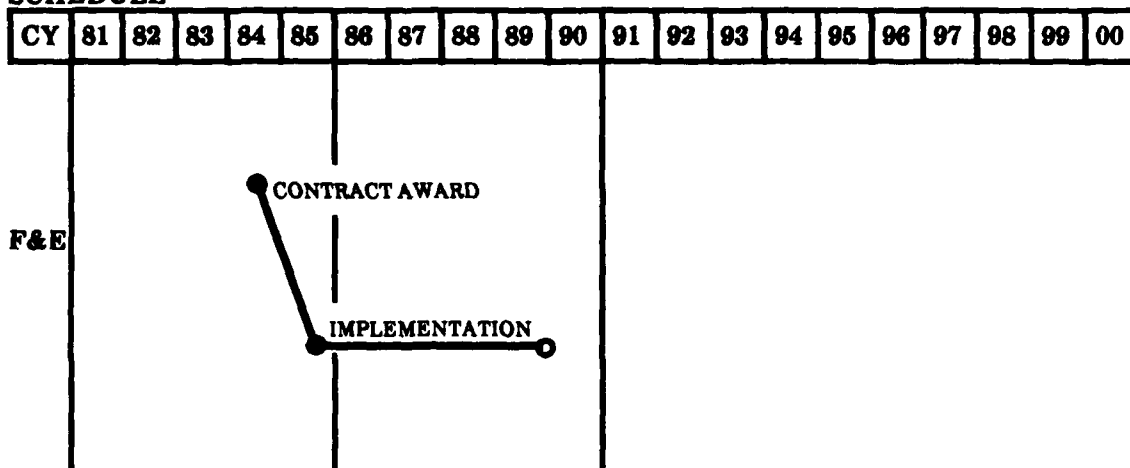 SCHEDULE
CY 81 82 83 84 85 86 87 88 89 90 91 92 93 94 95 96 97 98 99 00
CONTRACT AWARD
F&E
IMPLEMENTATION